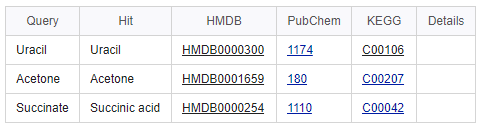 Query Hit HMDB PubChem KEGG Details
Uracil Uracil HMDB0000300 1174 C00106
Acetone Acetone HMDB0001659 180 C00207
Succinate Succinic acid HMDB0000254 1110 C00042